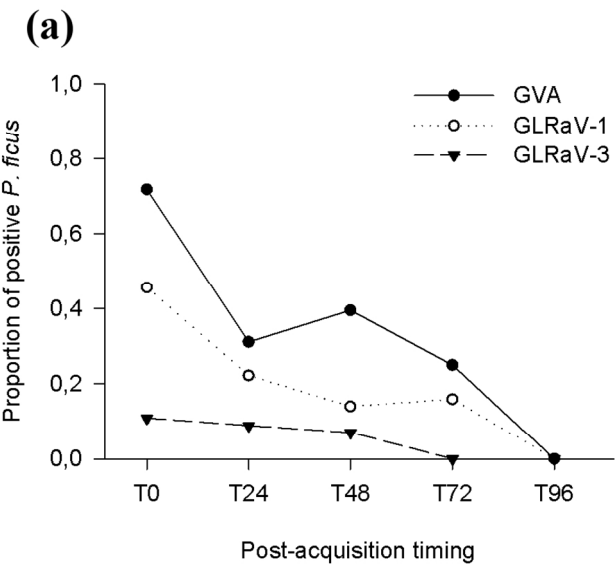 (a)
1,0
0,8
0,6
0,4
0,2
0,0
Proportion of positive P. ficus
GVA
GLRaV-1
GLRaV-3
T0 T24 T48 T72 T96
Post-acquisition timing